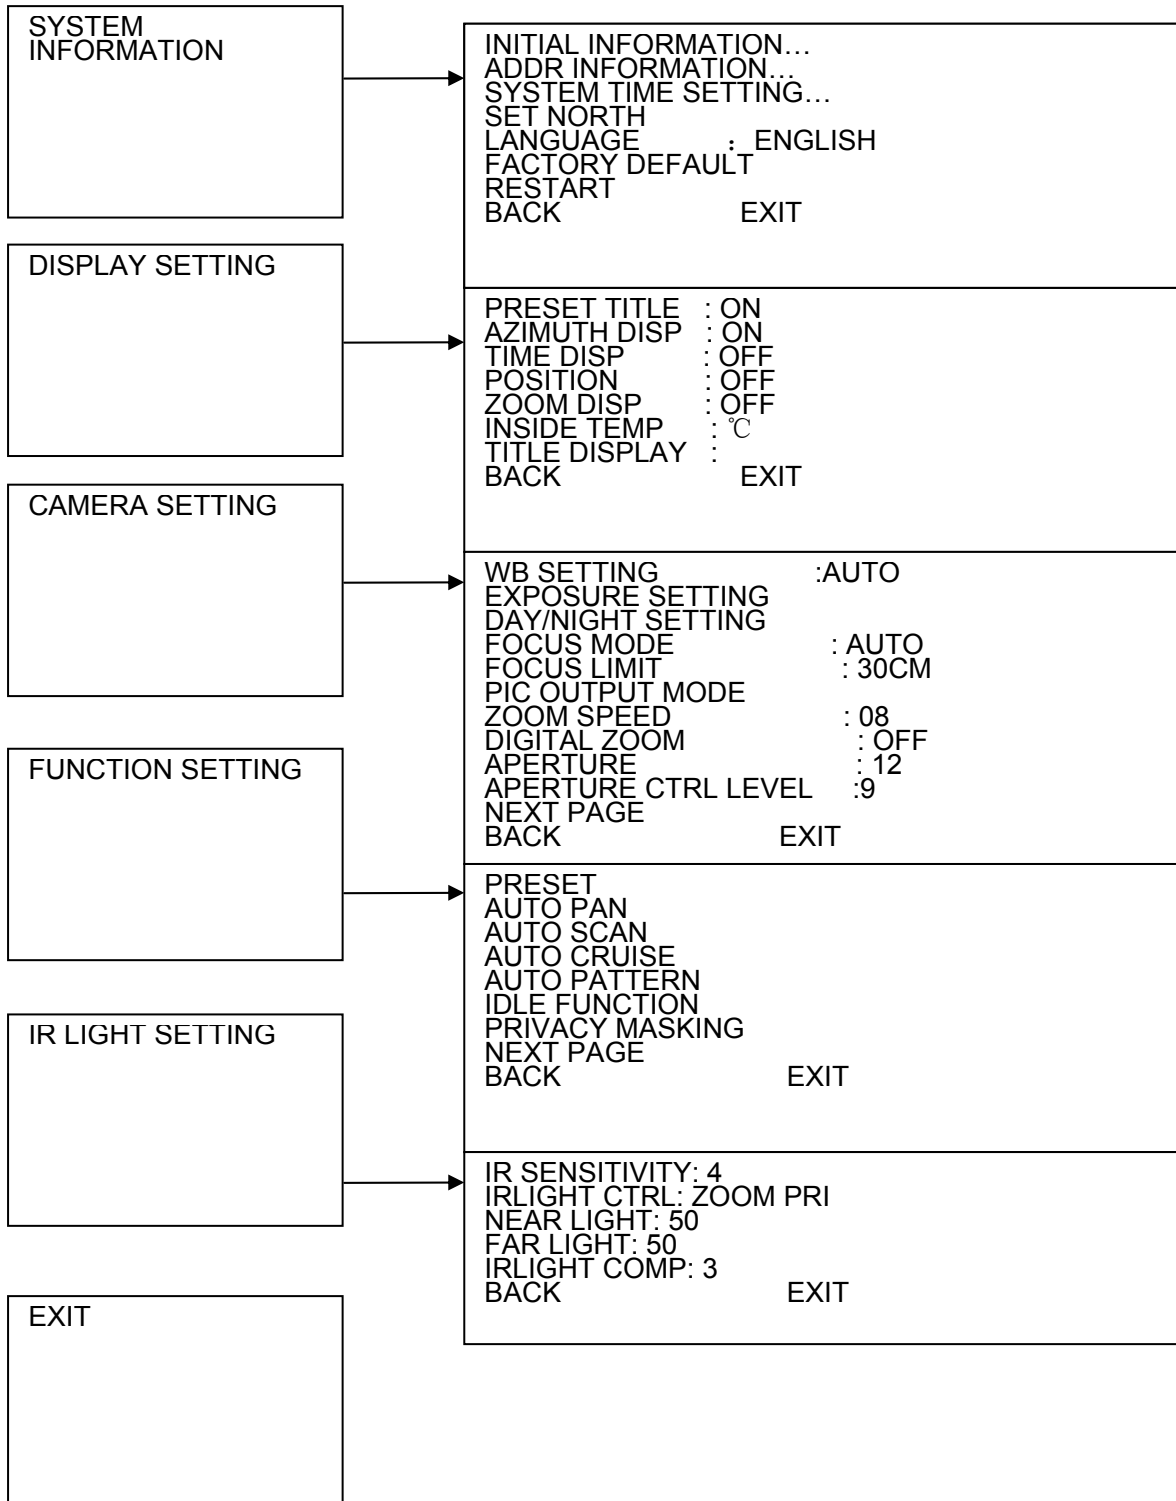 SYSTEM
INFORMATION
INITIAL INFORMATION…
ADDR INFORMATION…
SYSTEM TIME SETTING…
SET NORTH
LANGUAGE : ENGLISH
FACTORY DEFAULT
RESTART
BACK EXIT
DISPLAY SETTING
PRESET TITLE : ON
AZIMUTH DISP : ON
TIME DISP : OFF
POSITION : OFF
ZOOM DISP : OFF
INSIDE TEMP : ℃
TITLE DISPLAY :
BACK EXIT
CAMERA SETTING
WB SETTING :AUTO
EXPOSURE SETTING
DAY/NIGHT SETTING
FOCUS MODE : AUTO
FOCUS LIMIT : 30CM
PIC OUTPUT MODE
ZOOM SPEED : 08
DIGITAL ZOOM : OFF
APERTURE : 12
APERTURE CTRL LEVEL :9
NEXT PAGE
BACK EXIT
FUNCTION SETTING
PRESET
AUTO PAN
AUTO SCAN
AUTO CRUISE
AUTO PATTERN
IDLE FUNCTION
PRIVACY MASKING
NEXT PAGE
BACK EXIT
IR LIGHT SETTING
IR SENSITIVITY: 4
IRLIGHT CTRL: ZOOM PRI
NEAR LIGHT: 50
FAR LIGHT: 50
IRLIGHT COMP: 3
BACK EXIT
EXIT